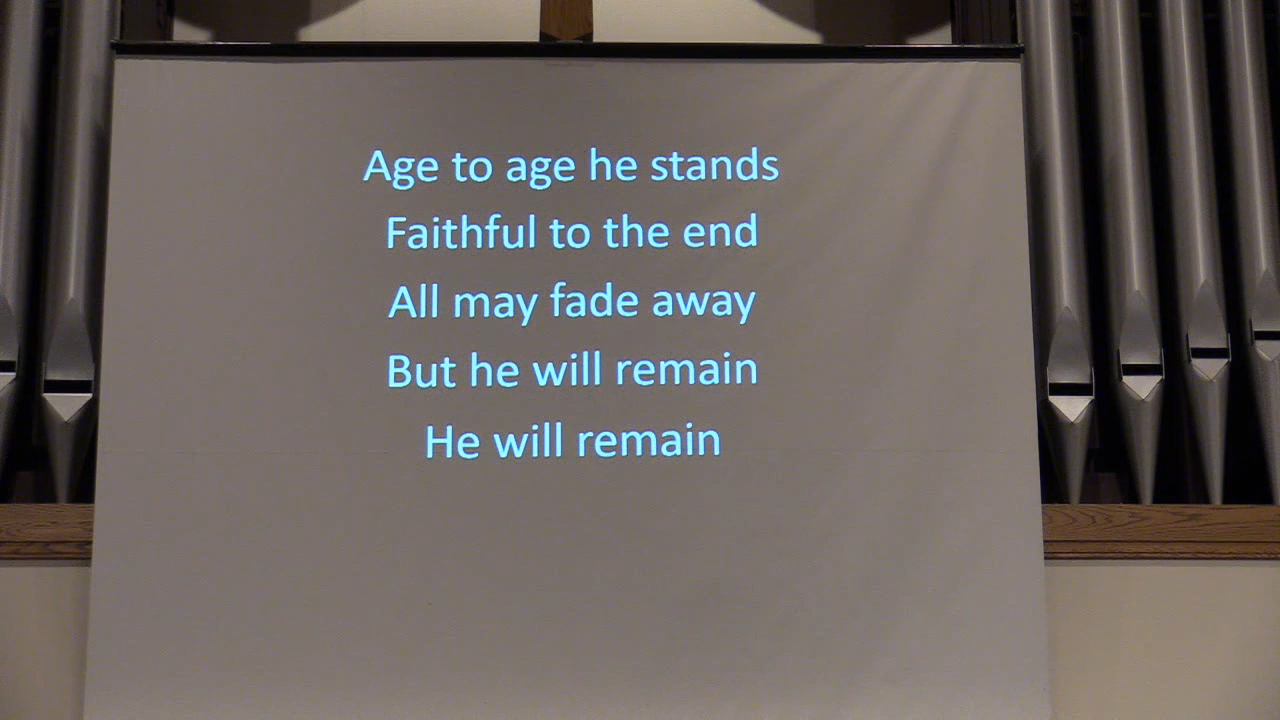 Age to age he stands
Faithful to the end
All may fade away
But he will remain
He will remain